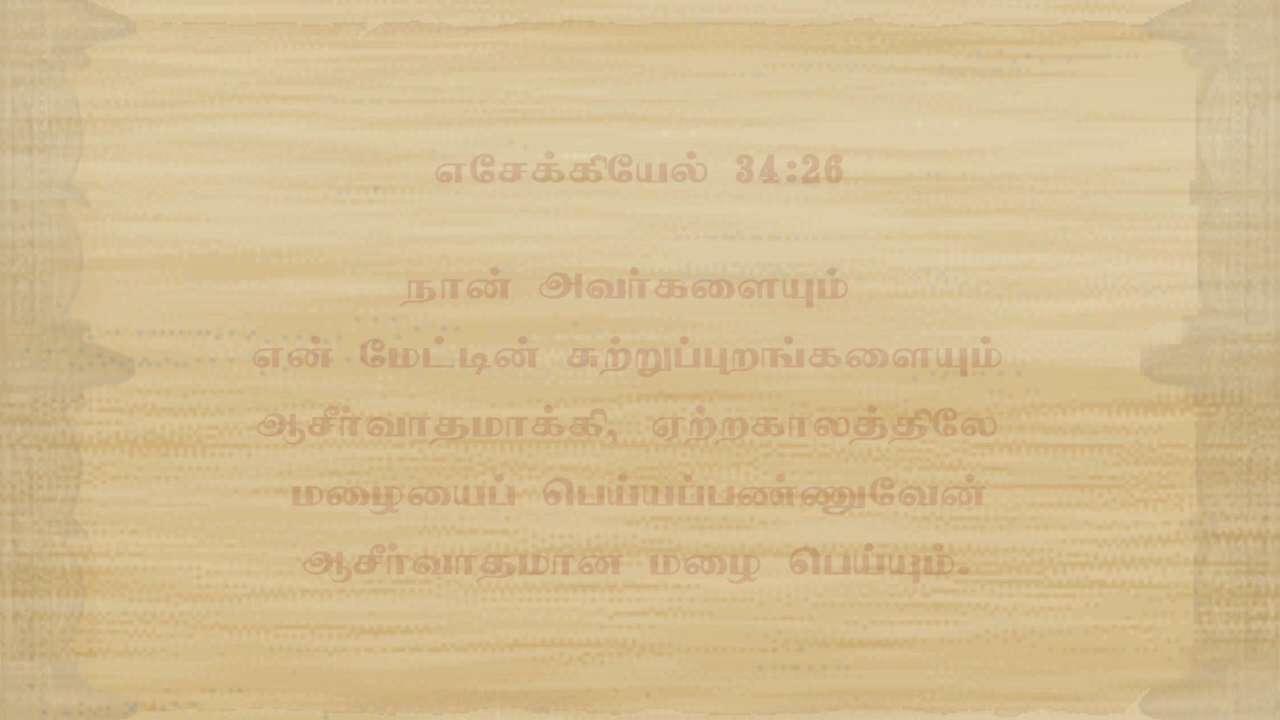 எசேக்கியேல் 34:26
நான் அவர்களையும்
என் மேட்டின் சுற்றுப்புறங்களையும்
ஆசீர்வாதமாக்கி, ஏற்றகாலத்திலே
மழையைப் பெய்யப்பண்ணுவேன்
ஆசீர்வாதமான மழை பெய்யும்.